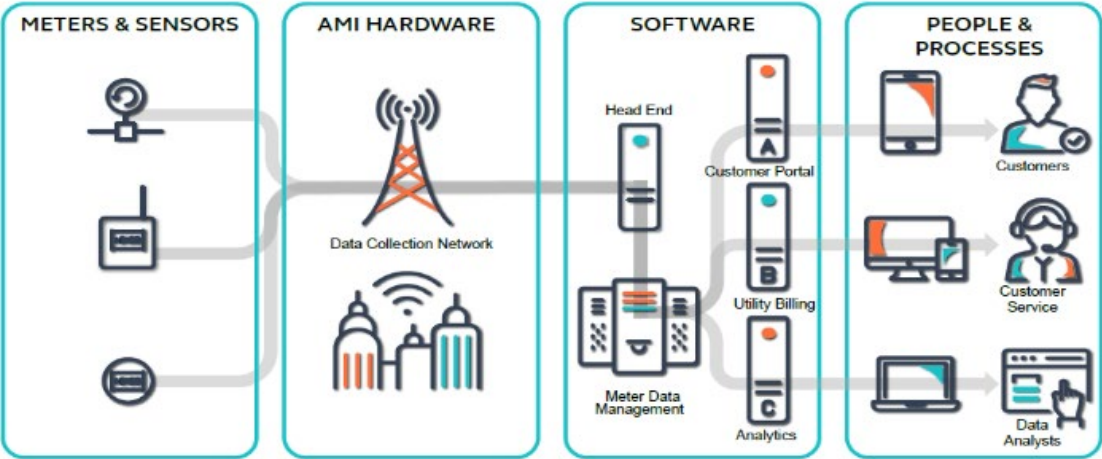 METERS & SENSORS
AMI HARDWARE
SOFTWARE
PEOPLE &
PROCESSES
Head End
A
Customer Portal
Customers
Data Collection Network
B
Utility Billing
Customer
Service
Meter Data
Management
C
Analytics
Data
Analysts